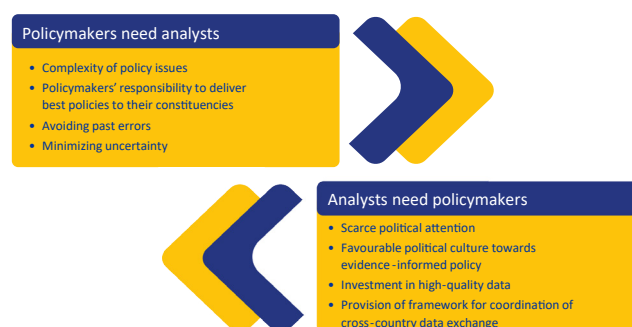 Policymakers need analysts
• Complexity of policy issues
• Policymakers' responsibility to deliver
best policies to their constituencies
• Avoiding past errors
• Minimizing uncertainty
Analysts need policymakers
• Scarce political attention
• Favourable political culture towards
evidence-informed policy
• Investment in high-quality data
• Provision of framework for coordination of
cross-country data exchange